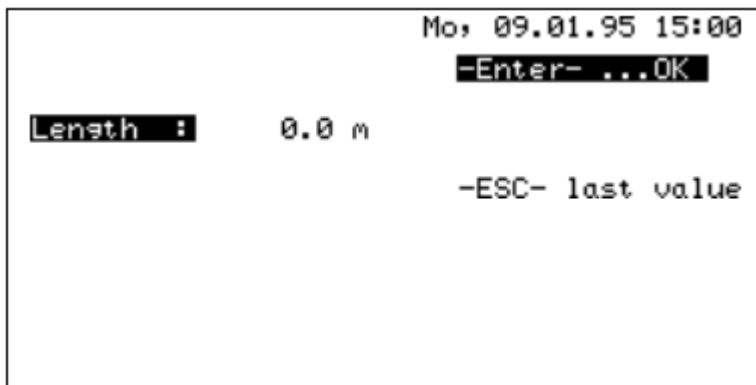 Mo, 09.01.95 15:00
-Enter- ...OK
Length : 0.0 m
-ESC- last value